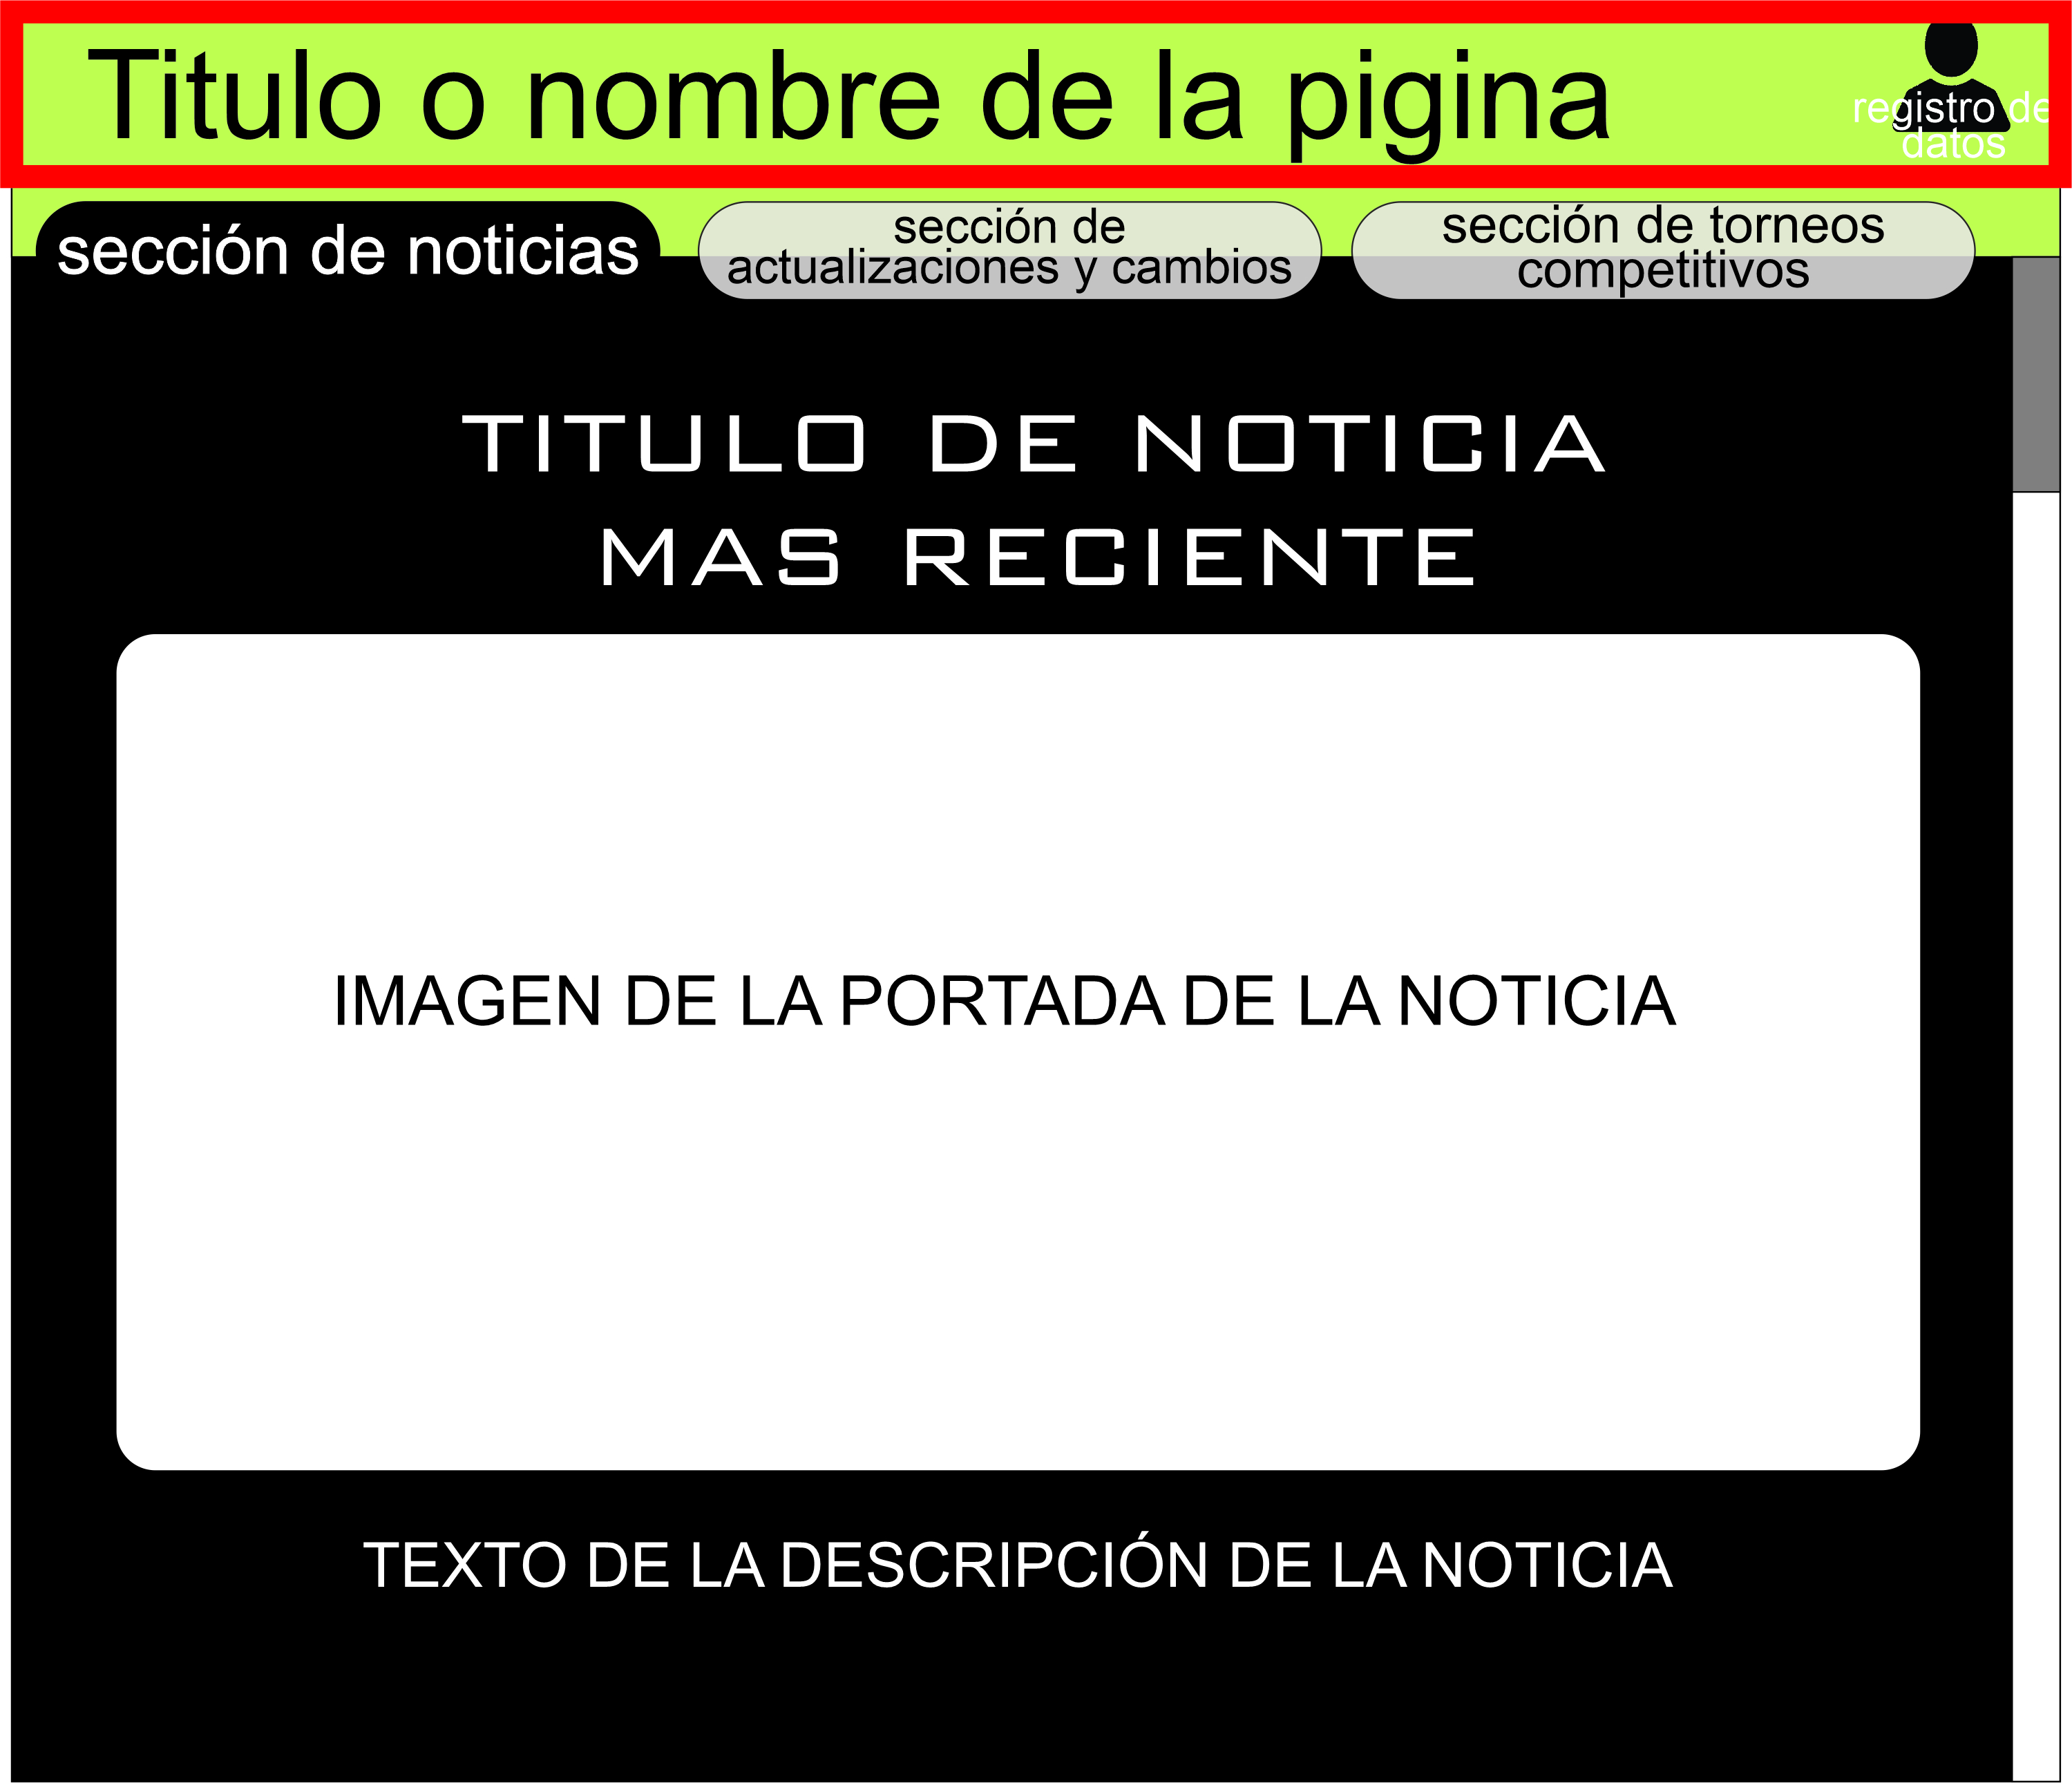 Titulo o nombre de la pigina
registro de
datos
sección de noticias
sección de
actualizaciones y cambios
sección de torneos
competitivos
TITULO DE NOTICIA
MAS RECIENTE
IMAGEN DE LA PORTADA DE LA NOTICIA
TEXTO DE LA DESCRIPCIÓN DE LA NOTICIA